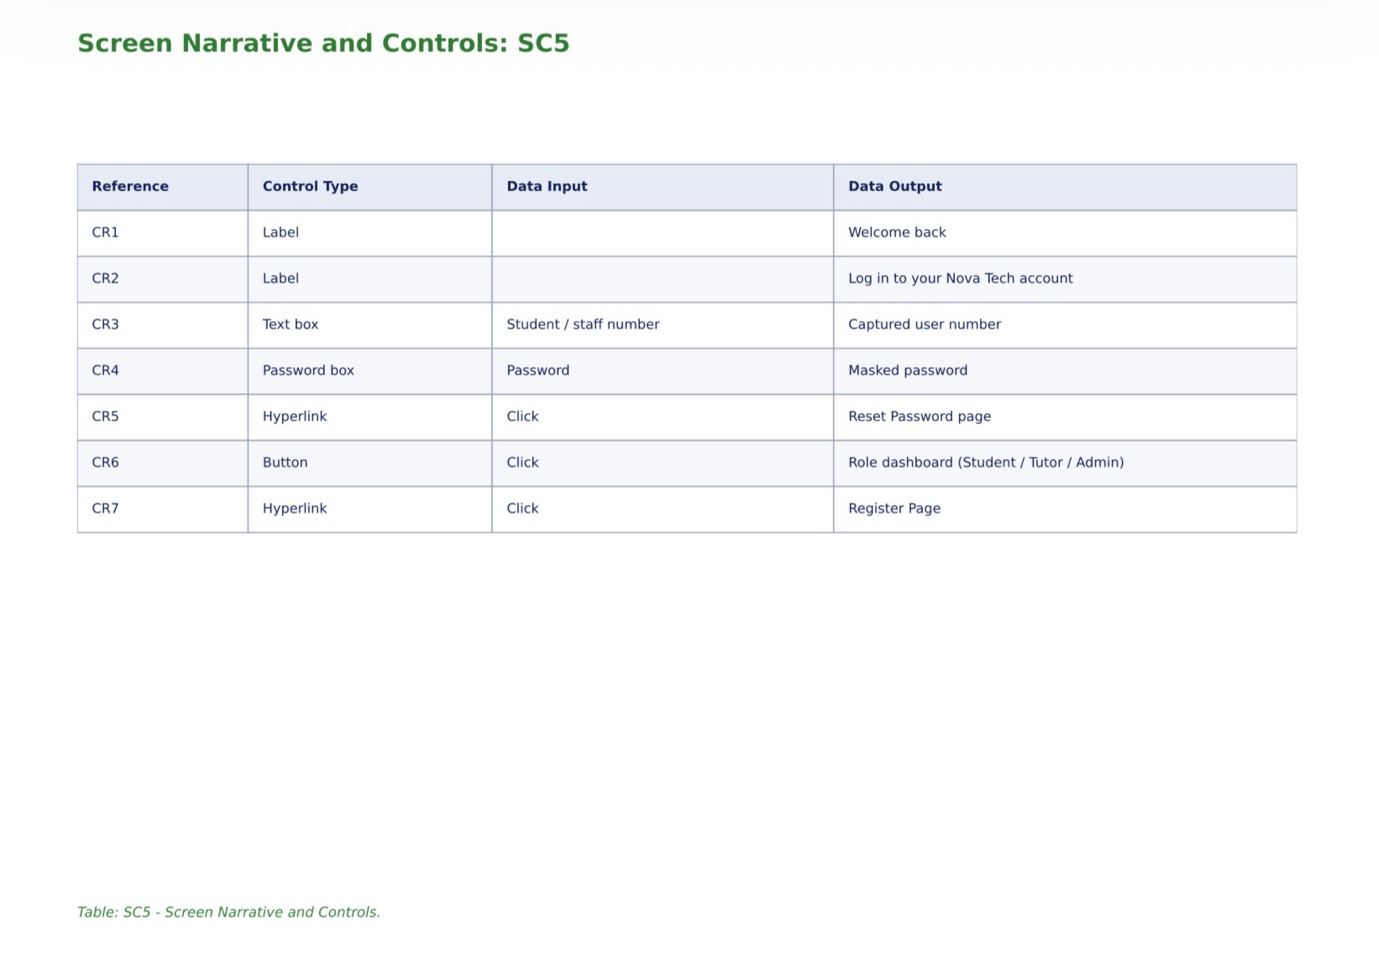 Screen Narrative and Controls: SC5
Reference Control Type Data Input Data Output
CR1 Label Welcome back
CR2 Label Log in to your Nova Tech account
CR3 Text box Student / staff number Captured user number
CR4 Password box Password Masked password
CR5 Hyperlink Click Reset Password page
CR6 Button Click Role dashboard (Student / Tutor / Admin)
CR7 Hyperlink Click Register Page
Table: SC5 - Screen Narrative and Controls.